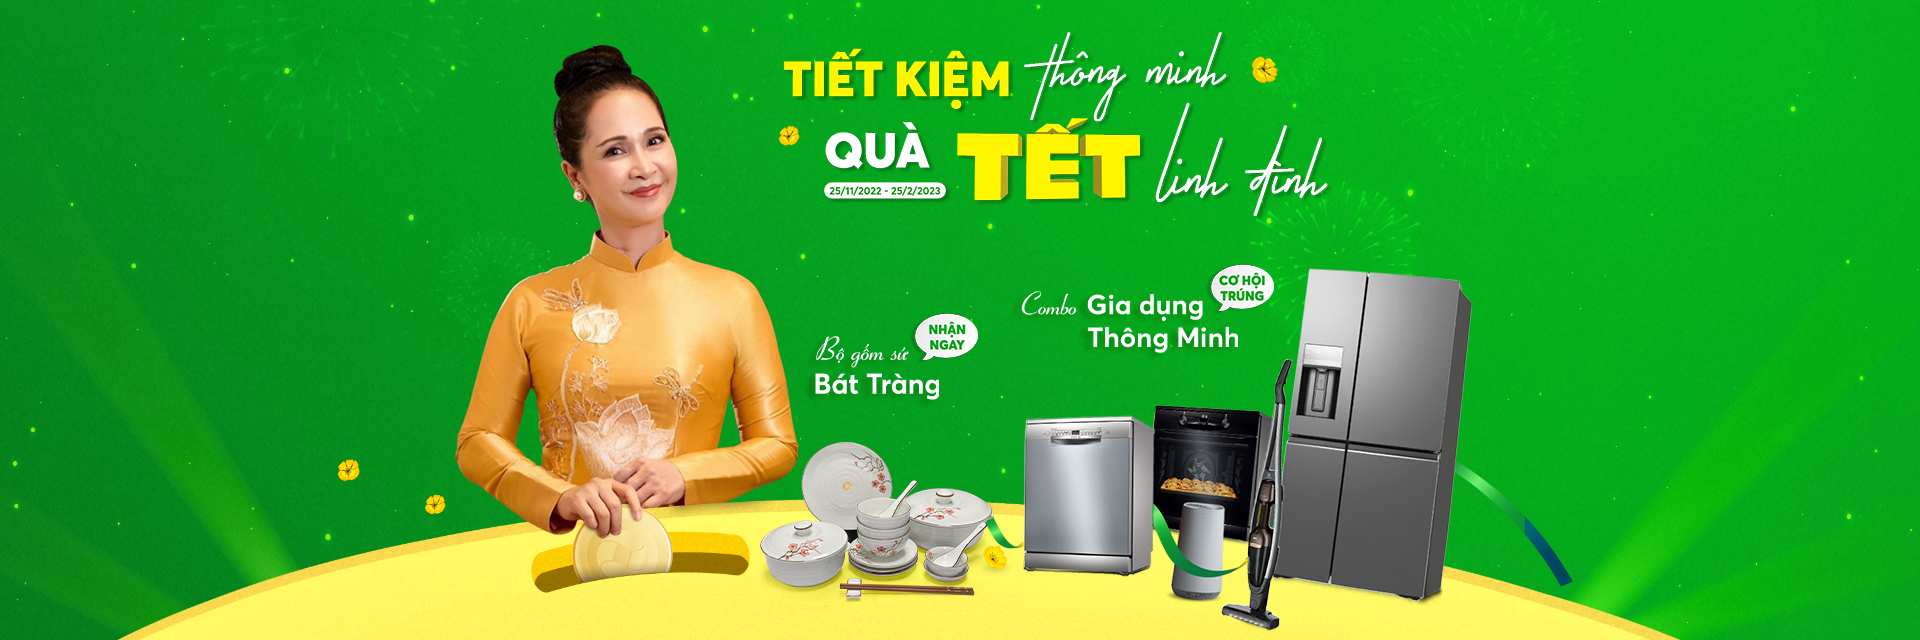 TIẾT KIỆM thông minh
QUÀ TẾT linh đình
25/11/2022 - 25/2/2023
CƠ HỘI
TRÚNG
Combo Gia dụng
Thông Minh
NHẬN
NGAY
Bộ gốm sứ
Bát Tràng